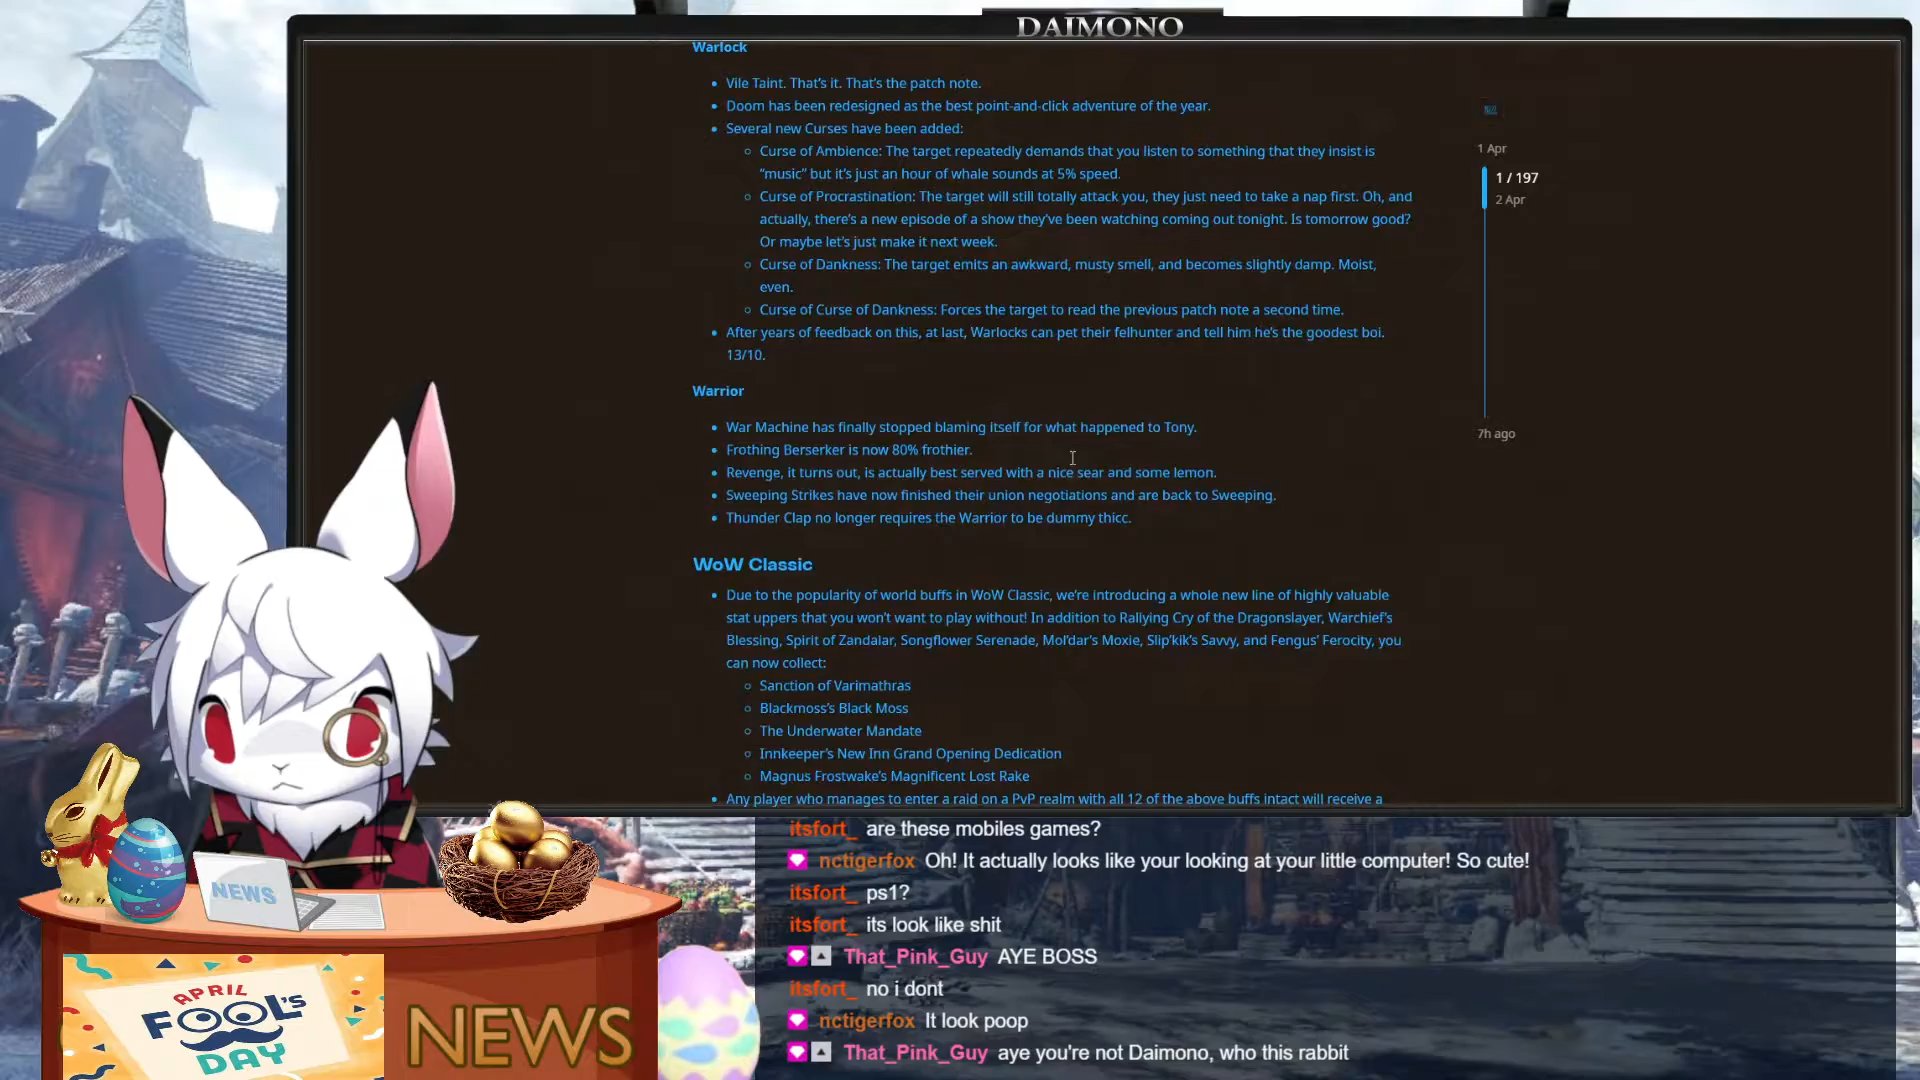 DAIMONO
Warlock
• Vile Taint. That's it. That's the patch note.
• Doom has been redesigned as the best point-and-click adventure of the year.
• Several new Curses have been added:
○ Curse of Ambience: The target repeatedly demands that you listen to something that they insist is
“music” but it's just an hour of whale sounds at 5% speed.
○ Curse of Procrastination: The target will still totally attack you, they just need to take a nap first. Oh, and
actually, there's a new episode of a show they've been watching coming out tonight. Is tomorrow good?
Or maybe let's just make it next week.
○ Curse of Dankness: The target emits an awkward, musty smell, and becomes slightly damp. Moist,
even.
○ Curse of Curse of Dankness: Forces the target to read the previous patch note a second time.
• After years of feedback on this, at last, Warlocks can pet their felhunter and tell him he's the goodest boi.
13/10.
1 Apr
1 / 197
2 Apr
7h ago
Warrior
• War Machine has finally stopped blaming itself for what happened to Tony.
• Frothing Berserker is now 80% frothier.
• Revenge, it turns out, is actually best served with a nice sear and some lemon.
• Sweeping Strikes have now finished their union negotiations and are back to Sweeping.
• Thunder Clap no longer requires the Warrior to be dummy thicc.
WoW Classic
• Due to the popularity of world buffs in WoW Classic, we're introducing a whole new line of highly valuable
stat uppers that you won't want to play without! In addition to Rallying Cry of the Dragonslayer, Warchief's
Blessing, Spirit of Zandalar, Songflower Serenade, Mol'dar's Moxie, Slip'kik's Savvy, and Fengus' Ferocity, you
can now collect:
○ Sanction of Varimathras
○ Blackmoss's Black Moss
○ The Underwater Mandate
○ Innkeeper's New Inn Grand Opening Dedication
○ Magnus Frostwake's Magnificent Lost Rake
• Any player who manages to enter a raid on a PvP realm with all 12 of the above buffs intact will receive a
itsfort_ are these mobiles games?
nctigerfox Oh! It actually looks like your looking at your little computer! So cute!
itsfort_ ps1?
itsfort_ its look like shit
That_Pink_Guy AYE BOSS
itsfort_ no i dont
nctigerfox It look poop
That_Pink_Guy aye you're not Daimono, who this rabbit
NEWS
APRIL
FOOL'S
DAY
NEWS